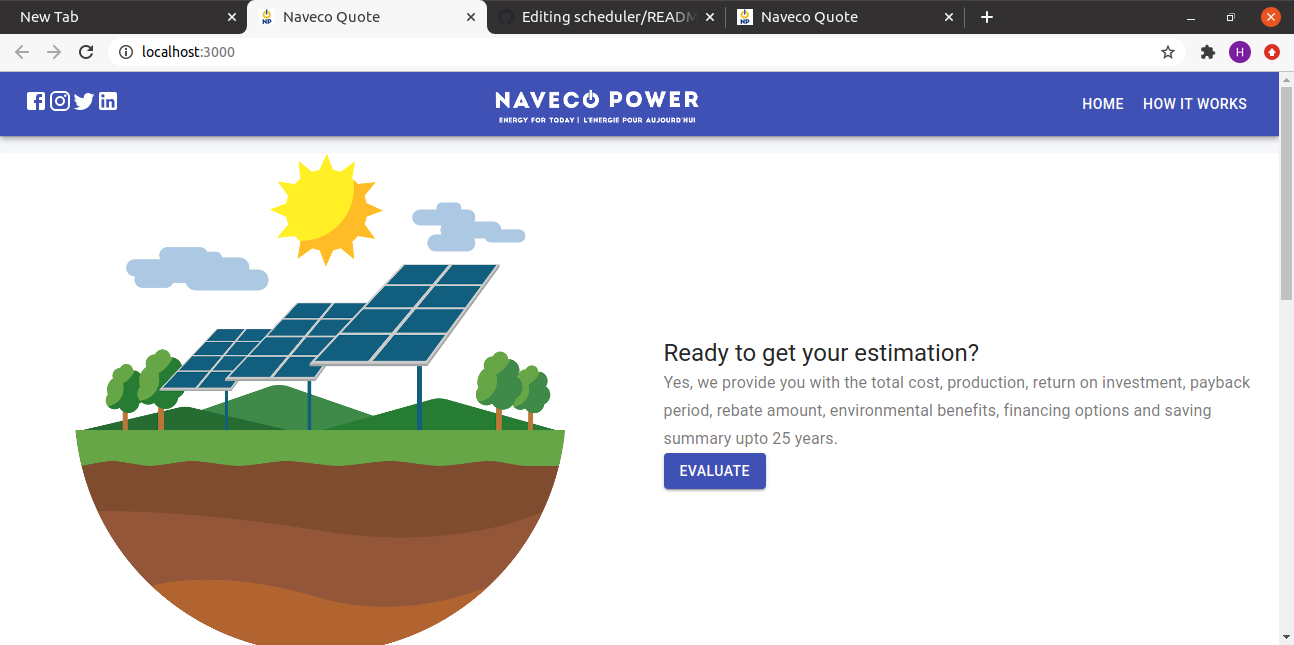 New Tab
Naveco Quote
Editing scheduler/READM
Naveco Quote
localhost:3000
H
NAVECO POWER
ENERGY FOR TODAY | L'ENERGIE POUR AUJOURD'HUI
HOME
HOW IT WORKS
Ready to get your estimation?
Yes, we provide you with the total cost, production, return on investment, payback
period, rebate amount, environmental benefits, financing options and saving
summary upto 25 years.
EVALUATE